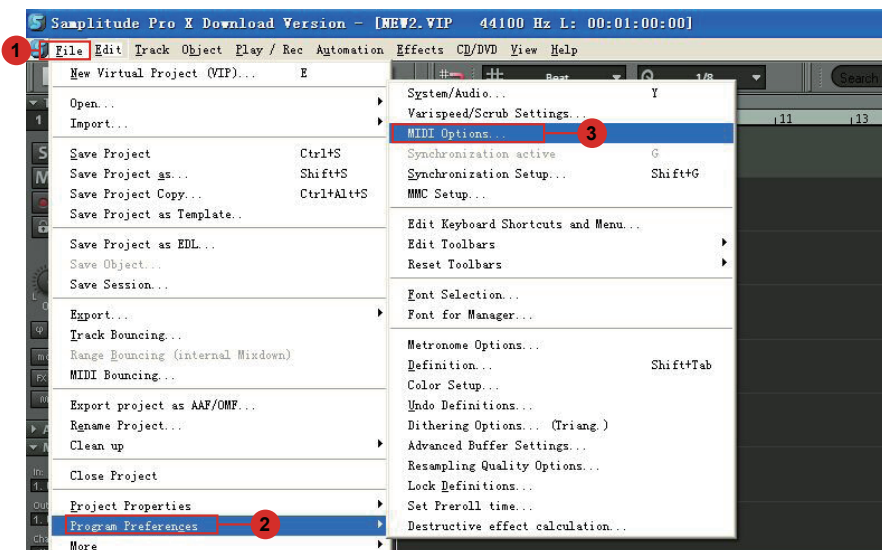 Samplitude Pro X Download Version - [NEW2.VIP 44100 Hz L: 00:01:00:00]
1 File Edit Track Object Play / Rec Automation Effects CD/DVD View Help
Beat 1/8 Search
11 13
New Virtual Project (VIP)... E
Open...
Import...
Save Project Ctrl+S
Save Project as... Shift+S
Save Project Copy... Ctrl+Alt+S
Save Project as Template..
Save Project as EDL...
Save Object...
Save Session...
Export...
Track Bouncing...
Range Bouncing (internal Mixdown)
MIDI Bouncing...
Export project as AAF/OMF...
Rename Project...
Clean up
Close Project
Project Properties
Program Preferences 2
More
System/Audio... Y
Varispeed/Scrub Settings...
MIDI Options... 3
Synchronization active G
Synchronization Setup... Shift+G
MMC Setup...
Edit Keyboard Shortcuts and Menu...
Edit Toolbars
Reset Toolbars
Font Selection...
Font for Manager...
Metronome Options...
Definition... Shift+Tab
Color Setup...
Undo Definitions...
Dithering Options... (Triang.)
Advanced Buffer Settings...
Resampling Quality Options...
Lock Definitions...
Set Preroll time...
Destructive effect calculation...
1
S
M
In: